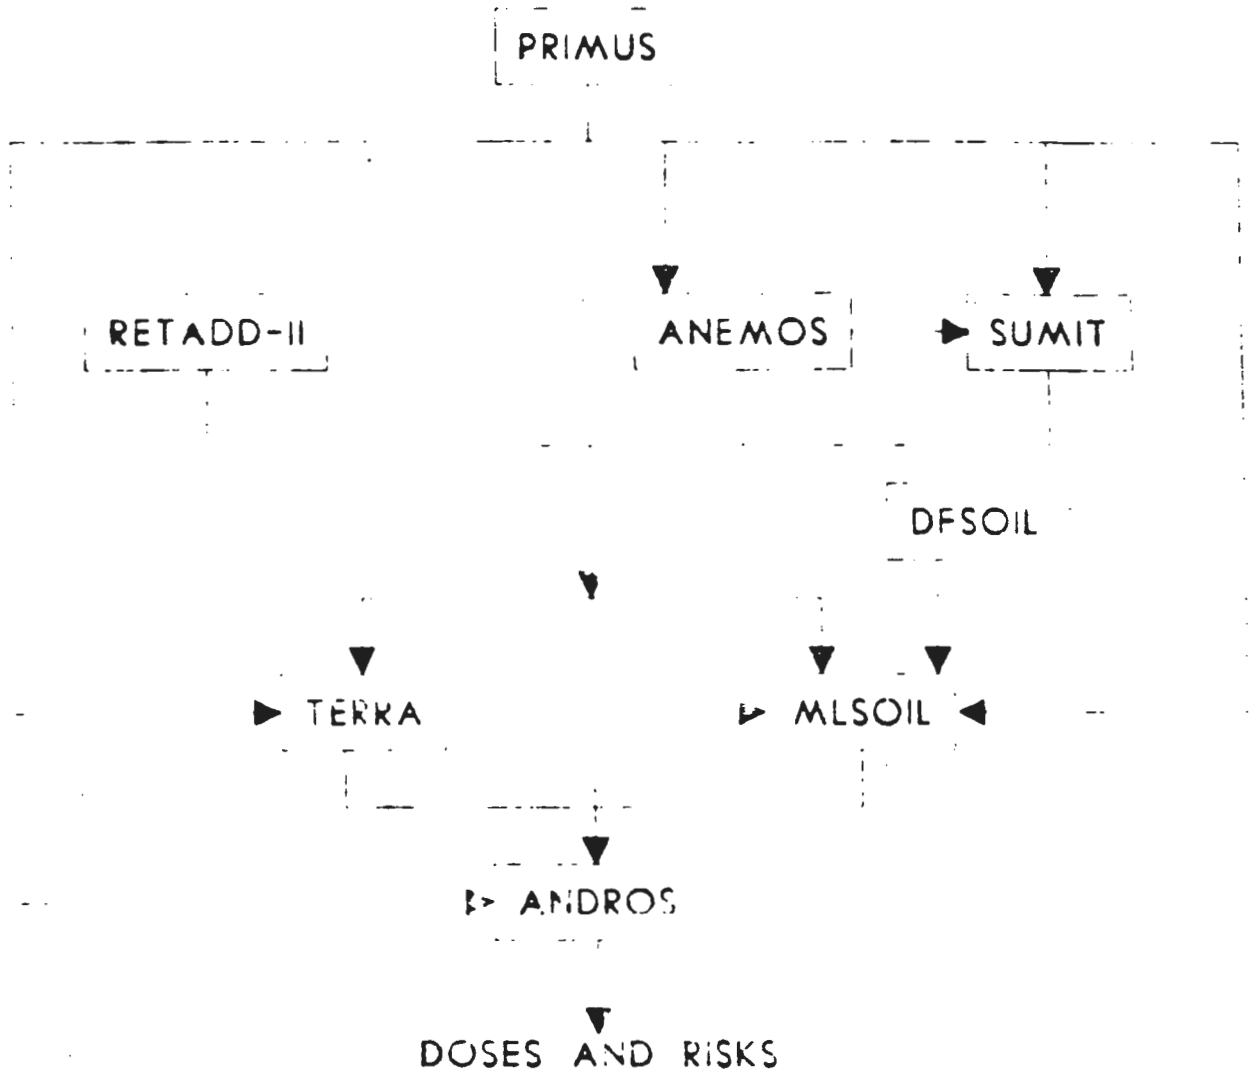 PRIMUS
RETADD-II
ANEMOS
SUMIT
DFSOIL
TERRA
MLSOIL
ANDROS
DOSES AND RISKS